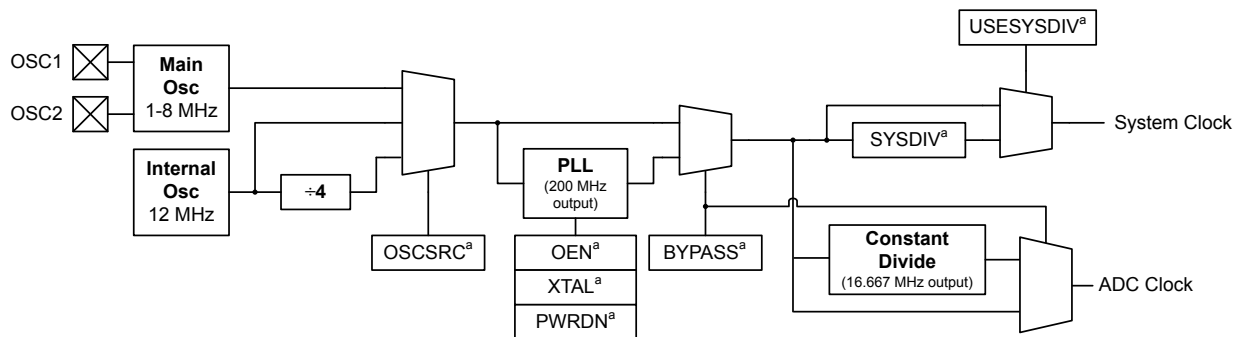 OSC1
OSC2
Main
Osc
1-8 MHz
Internal
Osc
12 MHz
÷4
OSCSRCᵃ
PLL
(200 MHz
output)
OENᵃ
XTALᵃ
PWRDNᵃ
BYPASSᵃ
USESYSDIVᵃ
SYSDIVᵃ
System Clock
Constant
Divide
(16.667 MHz output)
ADC Clock